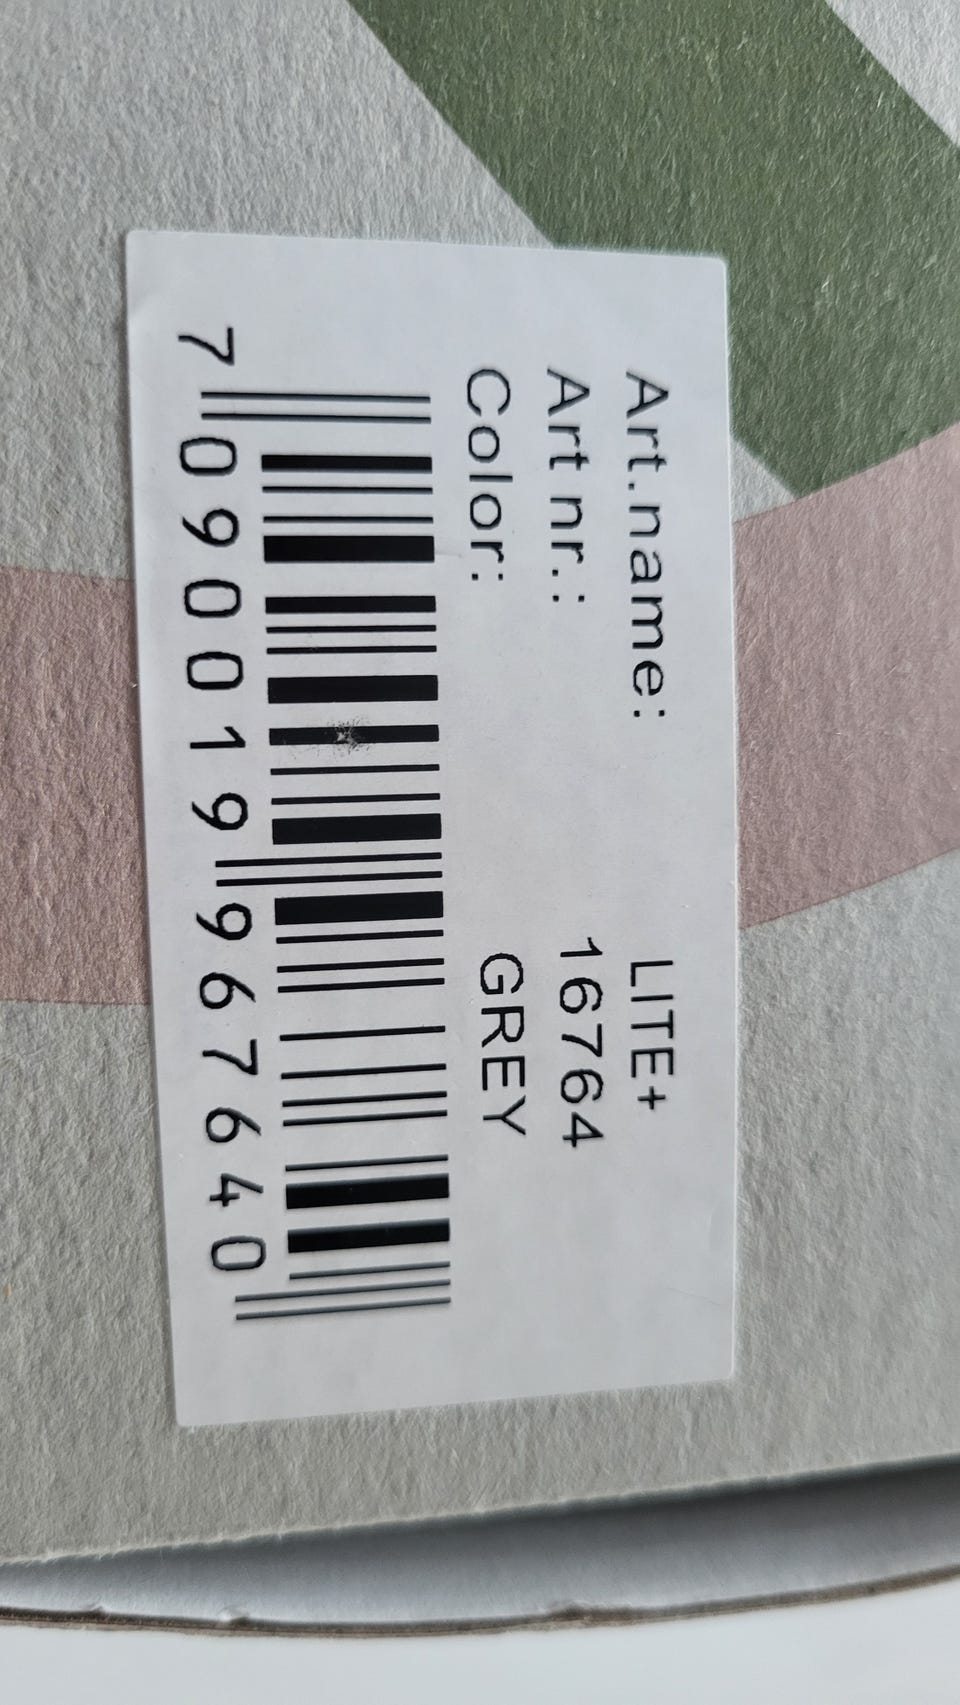 Art.name: LITE+
Art nr.: 16764
Color: GREY
7 090019 967640